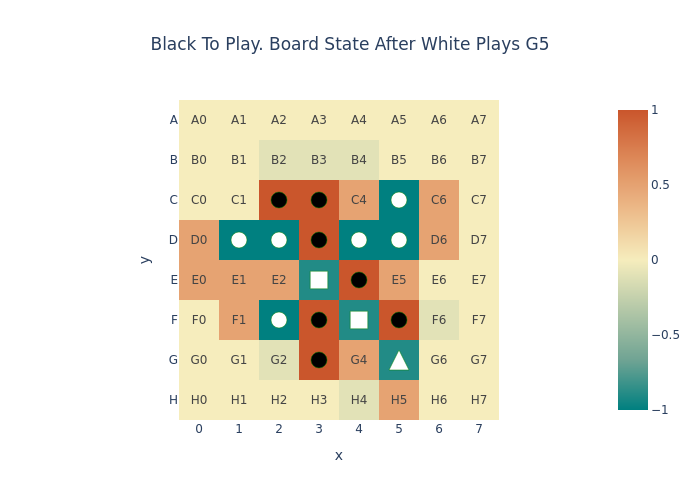 Black To Play. Board State After White Plays G5
A A0 A1 A2 A3 A4 A5 A6 A7
B B0 B1 B2 B3 B4 B5 B6 B7
C C0 C1 C4 C6 C7
D D0 D6 D7
E E0 E1 E2 E5 E6 E7
F F0 F1 F6 F7
G G0 G1 G2 G4 G6 G7
H H0 H1 H2 H3 H4 H5 H6 H7
0 1 2 3 4 5 6 7
x
y
1
0.5
0
−0.5
−1